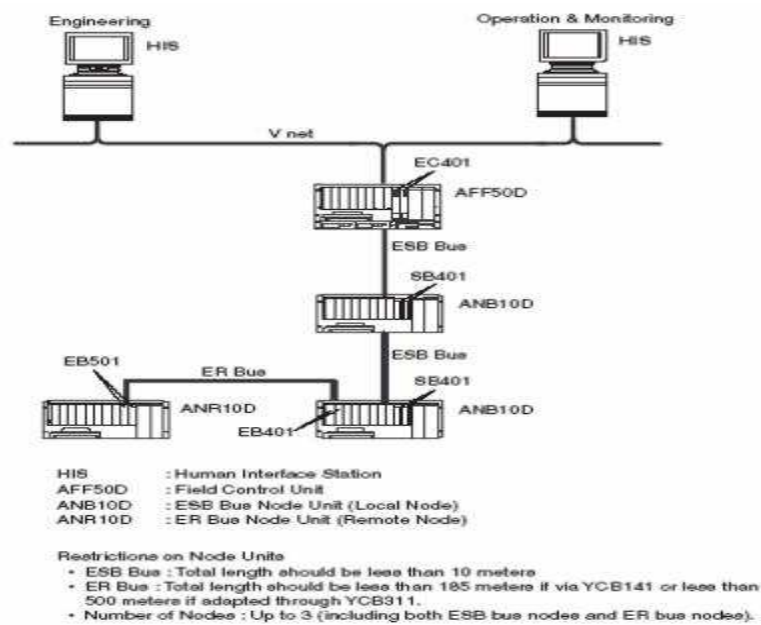 Engineering
Operation & Monitoring
HIS
HIS
V net
EC401
AFF50D
ESB Bus
SB401
ANB10D
ESB Bus
EB501
ER Bus
SB401
ANR10D
ANB10D
EB401
HIS : Human Interface Station
AFF50D : Field Control Unit
ANB10D : ESB Bus Node Unit (Local Node)
ANR10D : ER Bus Node Unit (Remote Node)
Restrictions on Node Units
• ESB Bus : Total length should be less than 10 meters
• ER Bus : Total length should be less than 185 meters if via YCB141 or less than
500 meters if adapted through YCB311.
• Number of Nodes : Up to 3 (including both ESB bus nodes and ER bus nodes).